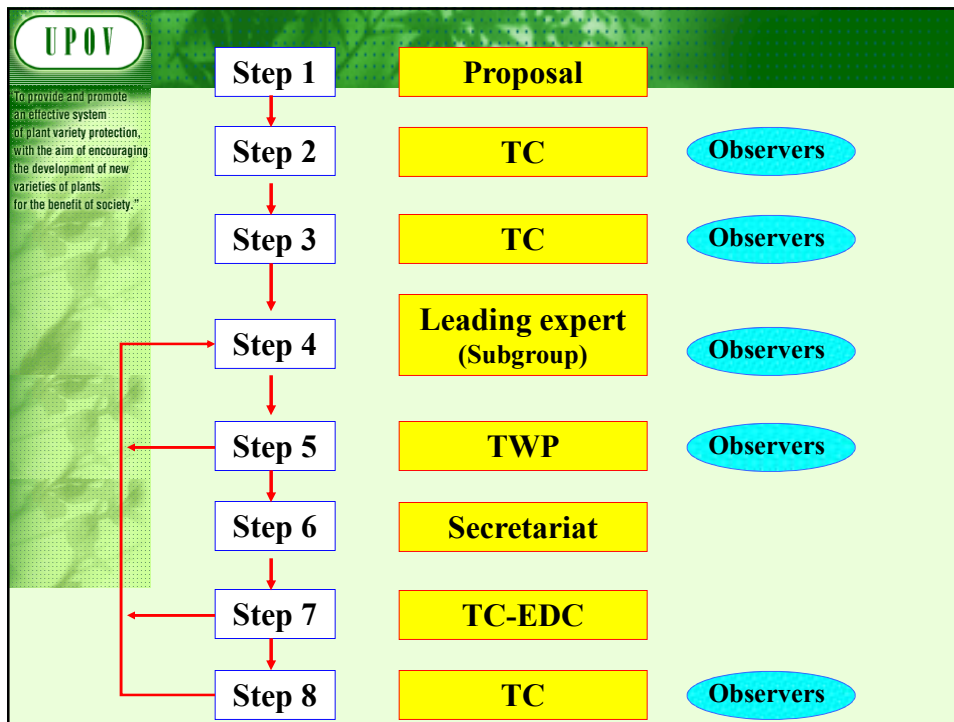 UPOV
"To provide and promote
an effective system
of plant variety protection,
with the aim of encouraging
the development of new
varieties of plants,
for the benefit of society."
Step 1 Proposal
Step 2 TC Observers
Step 3 TC Observers
Step 4 Leading expert
(Subgroup) Observers
Step 5 TWP Observers
Step 6 Secretariat
Step 7 TC-EDC
Step 8 TC Observers